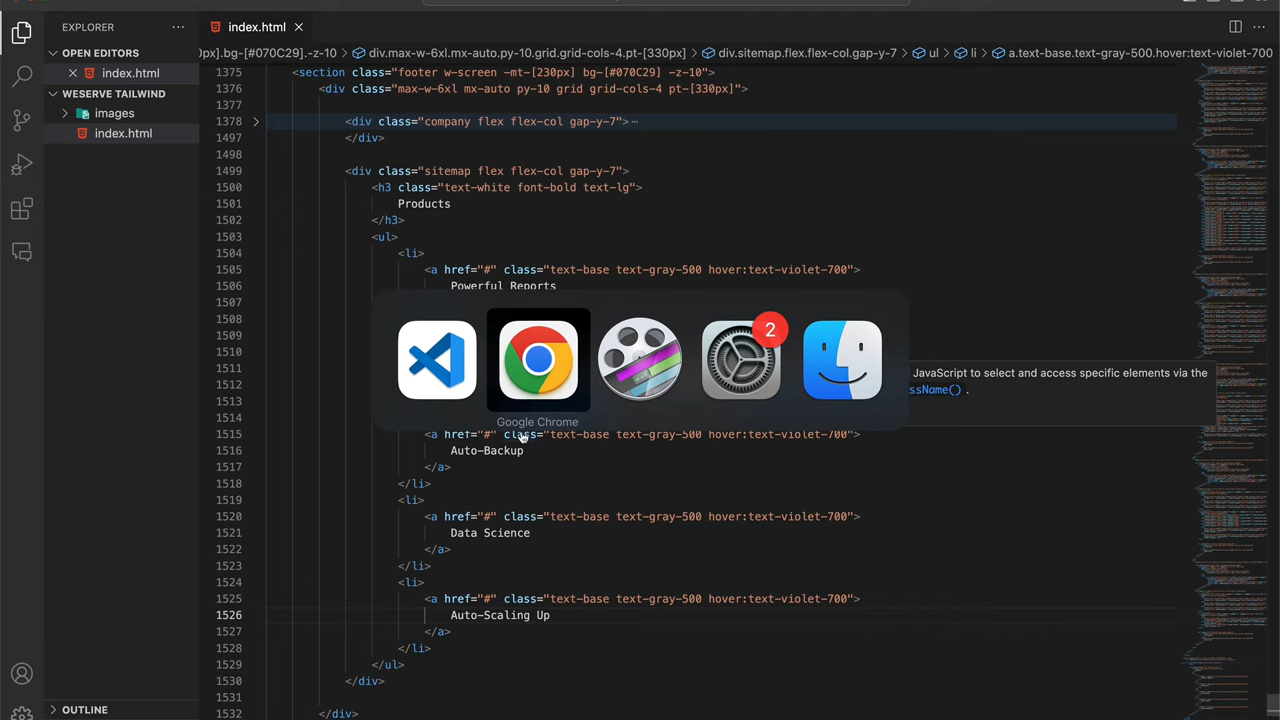 EXPLORER
index.html
OPEN EDITORS
index.html
WESERVE TAILWIND
images
index.html
OUTLINE
0px].bg-[#070C29].-z-10 > div.max-w-6xl.mx-auto.py-10.grid.grid-cols-4.pt-[330px] > div.sitemap.flex.flex-col.gap-y-7 > ul > li > a.text-base.text-gray-500.hover:text-violet-700
1375 <section class="footer w-screen -mt-[230px] bg-[#070C29] -z-10">
1376 <div class="max-w-6xl mx-auto py-10 grid grid-cols-4 pt-[330px]">
1377
1378 <div class="company flex flex-col gap-y-7"> ⋯
1497 </div>
1498
1499 <div class="sitemap flex flex-col gap-y-7">
1500 <h3 class="text-white font-bold text-lg">
1501 Products
1502 </h3>
1503 <ul>
1504 <li>
1505 <a href="#" class="text-base text-gray-500 hover:text-violet-700">
1506 Powerful
1507
1508
1509
1510
1511
JavaScript to select and access specific elements via the
1512
ssName() .
1513
1514
Google Chrome
2
1515 <a href="#" class="text-base text-gray-500 hover:text-violet-700">
1516 Auto-Backup
1517 </a>
1518 </li>
1519 <li>
1520 <a href="#" class="text-base text-gray-500 hover:text-violet-700">
1521 Data Science
1522 </a>
1523 </li>
1524 <li>
1525 <a href="#" class="text-base text-gray-500 hover:text-violet-700">
1526 Auto-Scale
1527 </a>
1528 </li>
1529 </ul>
1530 </div>
1531
1532 </div>